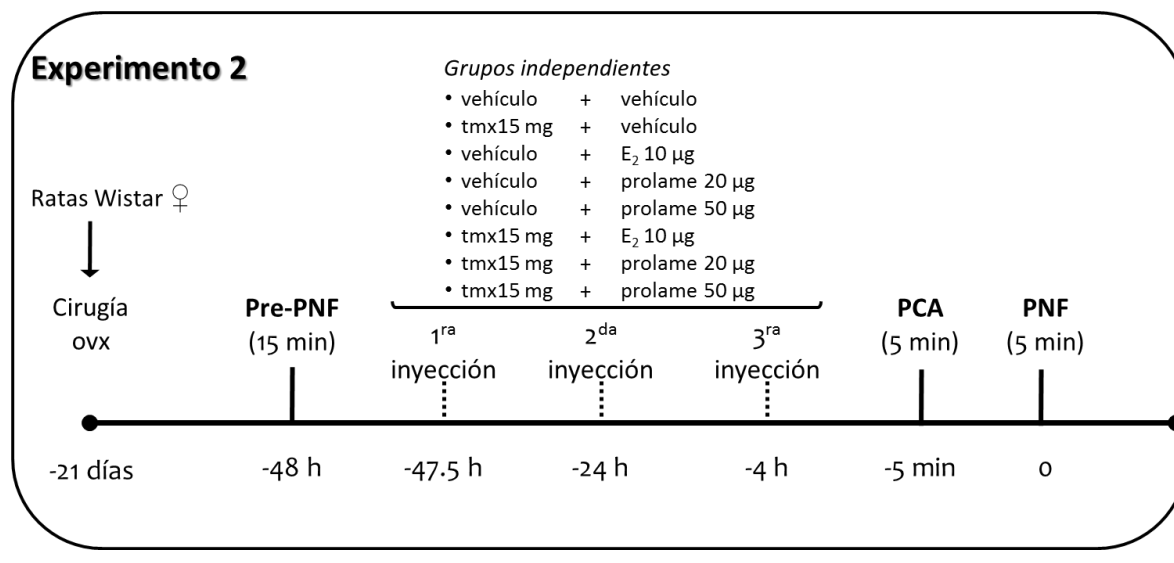 Experimento 2
Grupos independientes
• vehículo + vehículo
• tmx15 mg + vehículo
• vehículo + E₂ 10 µg
• vehículo + prolame 20 µg
• vehículo + prolame 50 µg
• tmx15 mg + E₂ 10 µg
• tmx15 mg + prolame 20 µg
• tmx15 mg + prolame 50 µg
Ratas Wistar ♀
Cirugía
ovx
Pre-PNF
(15 min)
1ra
inyección
2da
inyección
3ra
inyección
PCA
(5 min)
PNF
(5 min)
-21 días
-48 h
-47.5 h
-24 h
-4 h
-5 min
0